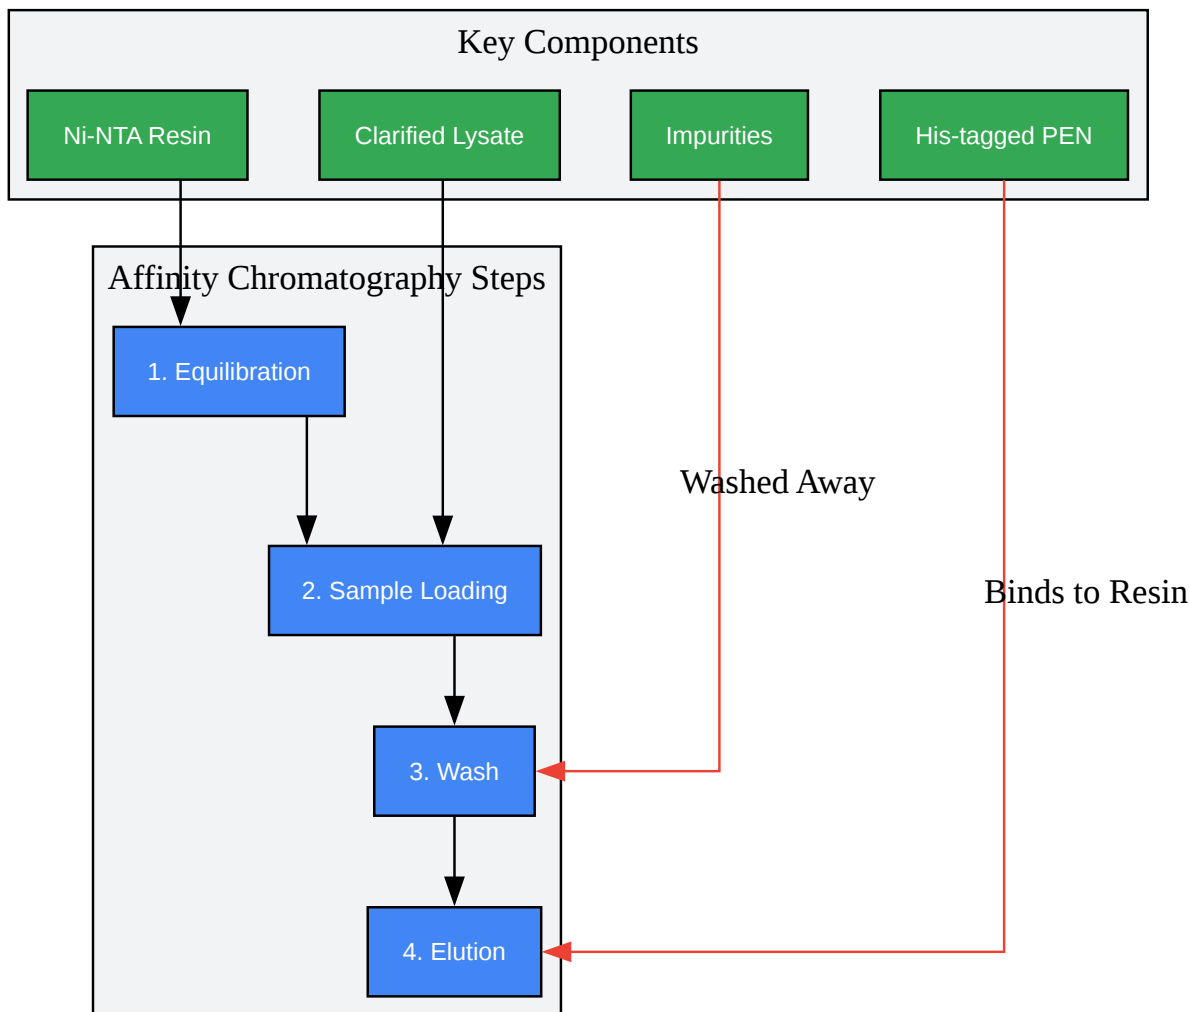 Key Components
Ni-NTA Resin
Clarified Lysate
Impurities
His-tagged PEN
Affinity Chromatography Steps
1. Equilibration
Washed Away
2. Sample Loading
Binds to Resin
3. Wash
4. Elution